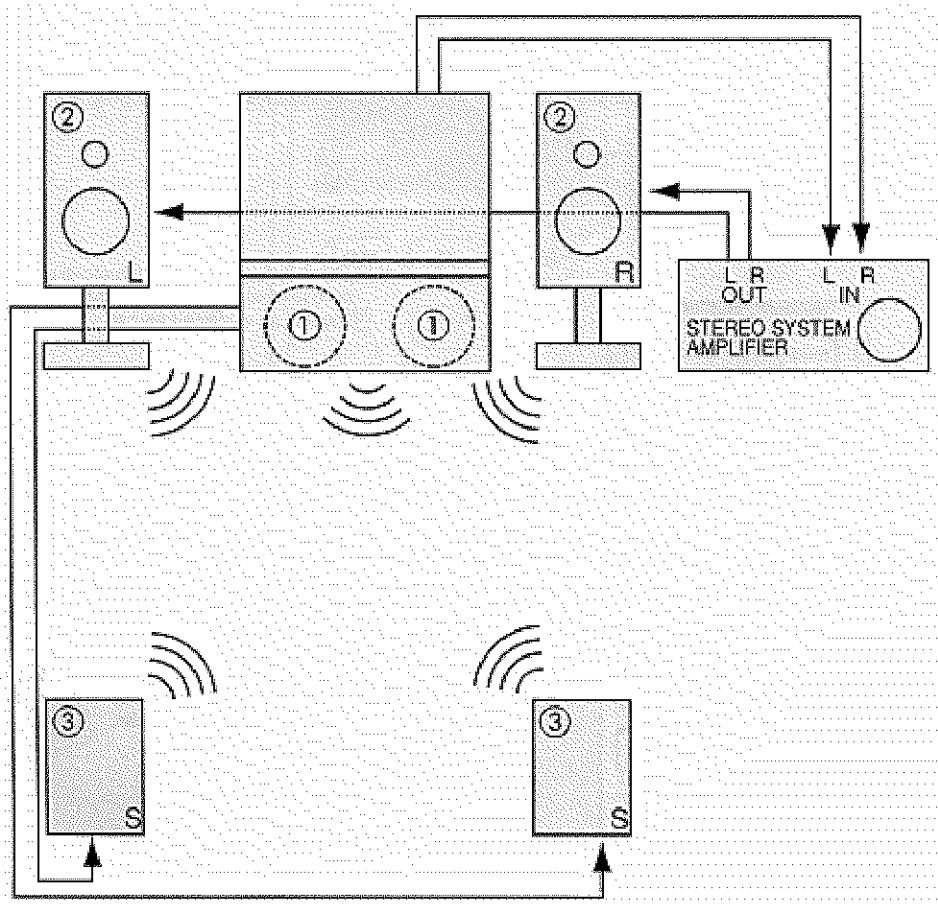 ② ②
L R
L R L R
OUT IN
① ①
STEREO SYSTEM
AMPLIFIER
③ ③
S S